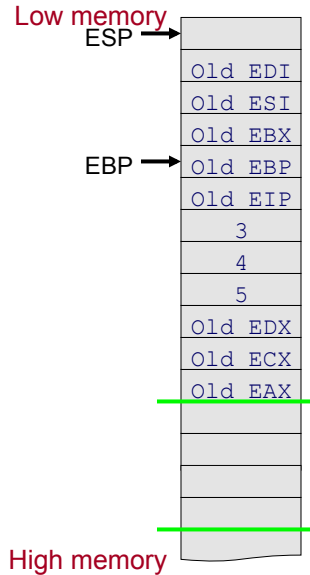 Low memory
ESP
Old EDI
Old ESI
Old EBX
EBP
Old EBP
Old EIP
3
4
5
Old EDX
Old ECX
Old EAX
High memory